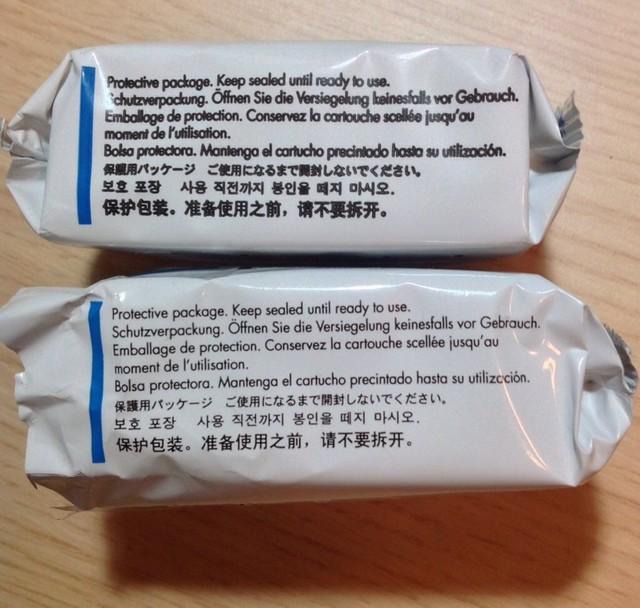 Protective package. Keep sealed until ready to use.
Schutzverpackung. Öffnen Sie die Versiegelung keinesfalls vor Gebrauch.
Emballage de protection. Conservez la cartouche scellée jusqu'au
moment de l'utilisation.
Bolsa protectora. Mantenga el cartucho precintado hasta su utilización.
保護用パッケージ ご使用になるまで開封しないでください。
보호 포장 사용 직전까지 봉인을 떼지 마시오.
保护包装。准备使用之前，请不要拆开。
Protective package. Keep sealed until ready to use.
Schutzverpackung. Öffnen Sie die Versiegelung keinesfalls vor Gebrauch.
Emballage de protection. Conservez la cartouche scellée jusqu'au
moment de l'utilisation.
Bolsa protectora. Mantenga el cartucho precintado hasta su utilización.
保護用パッケージ ご使用になるまで開封しないでください。
보호 포장 사용 직전까지 봉인을 떼지 마시오.
保护包装。准备使用之前，请不要拆开。